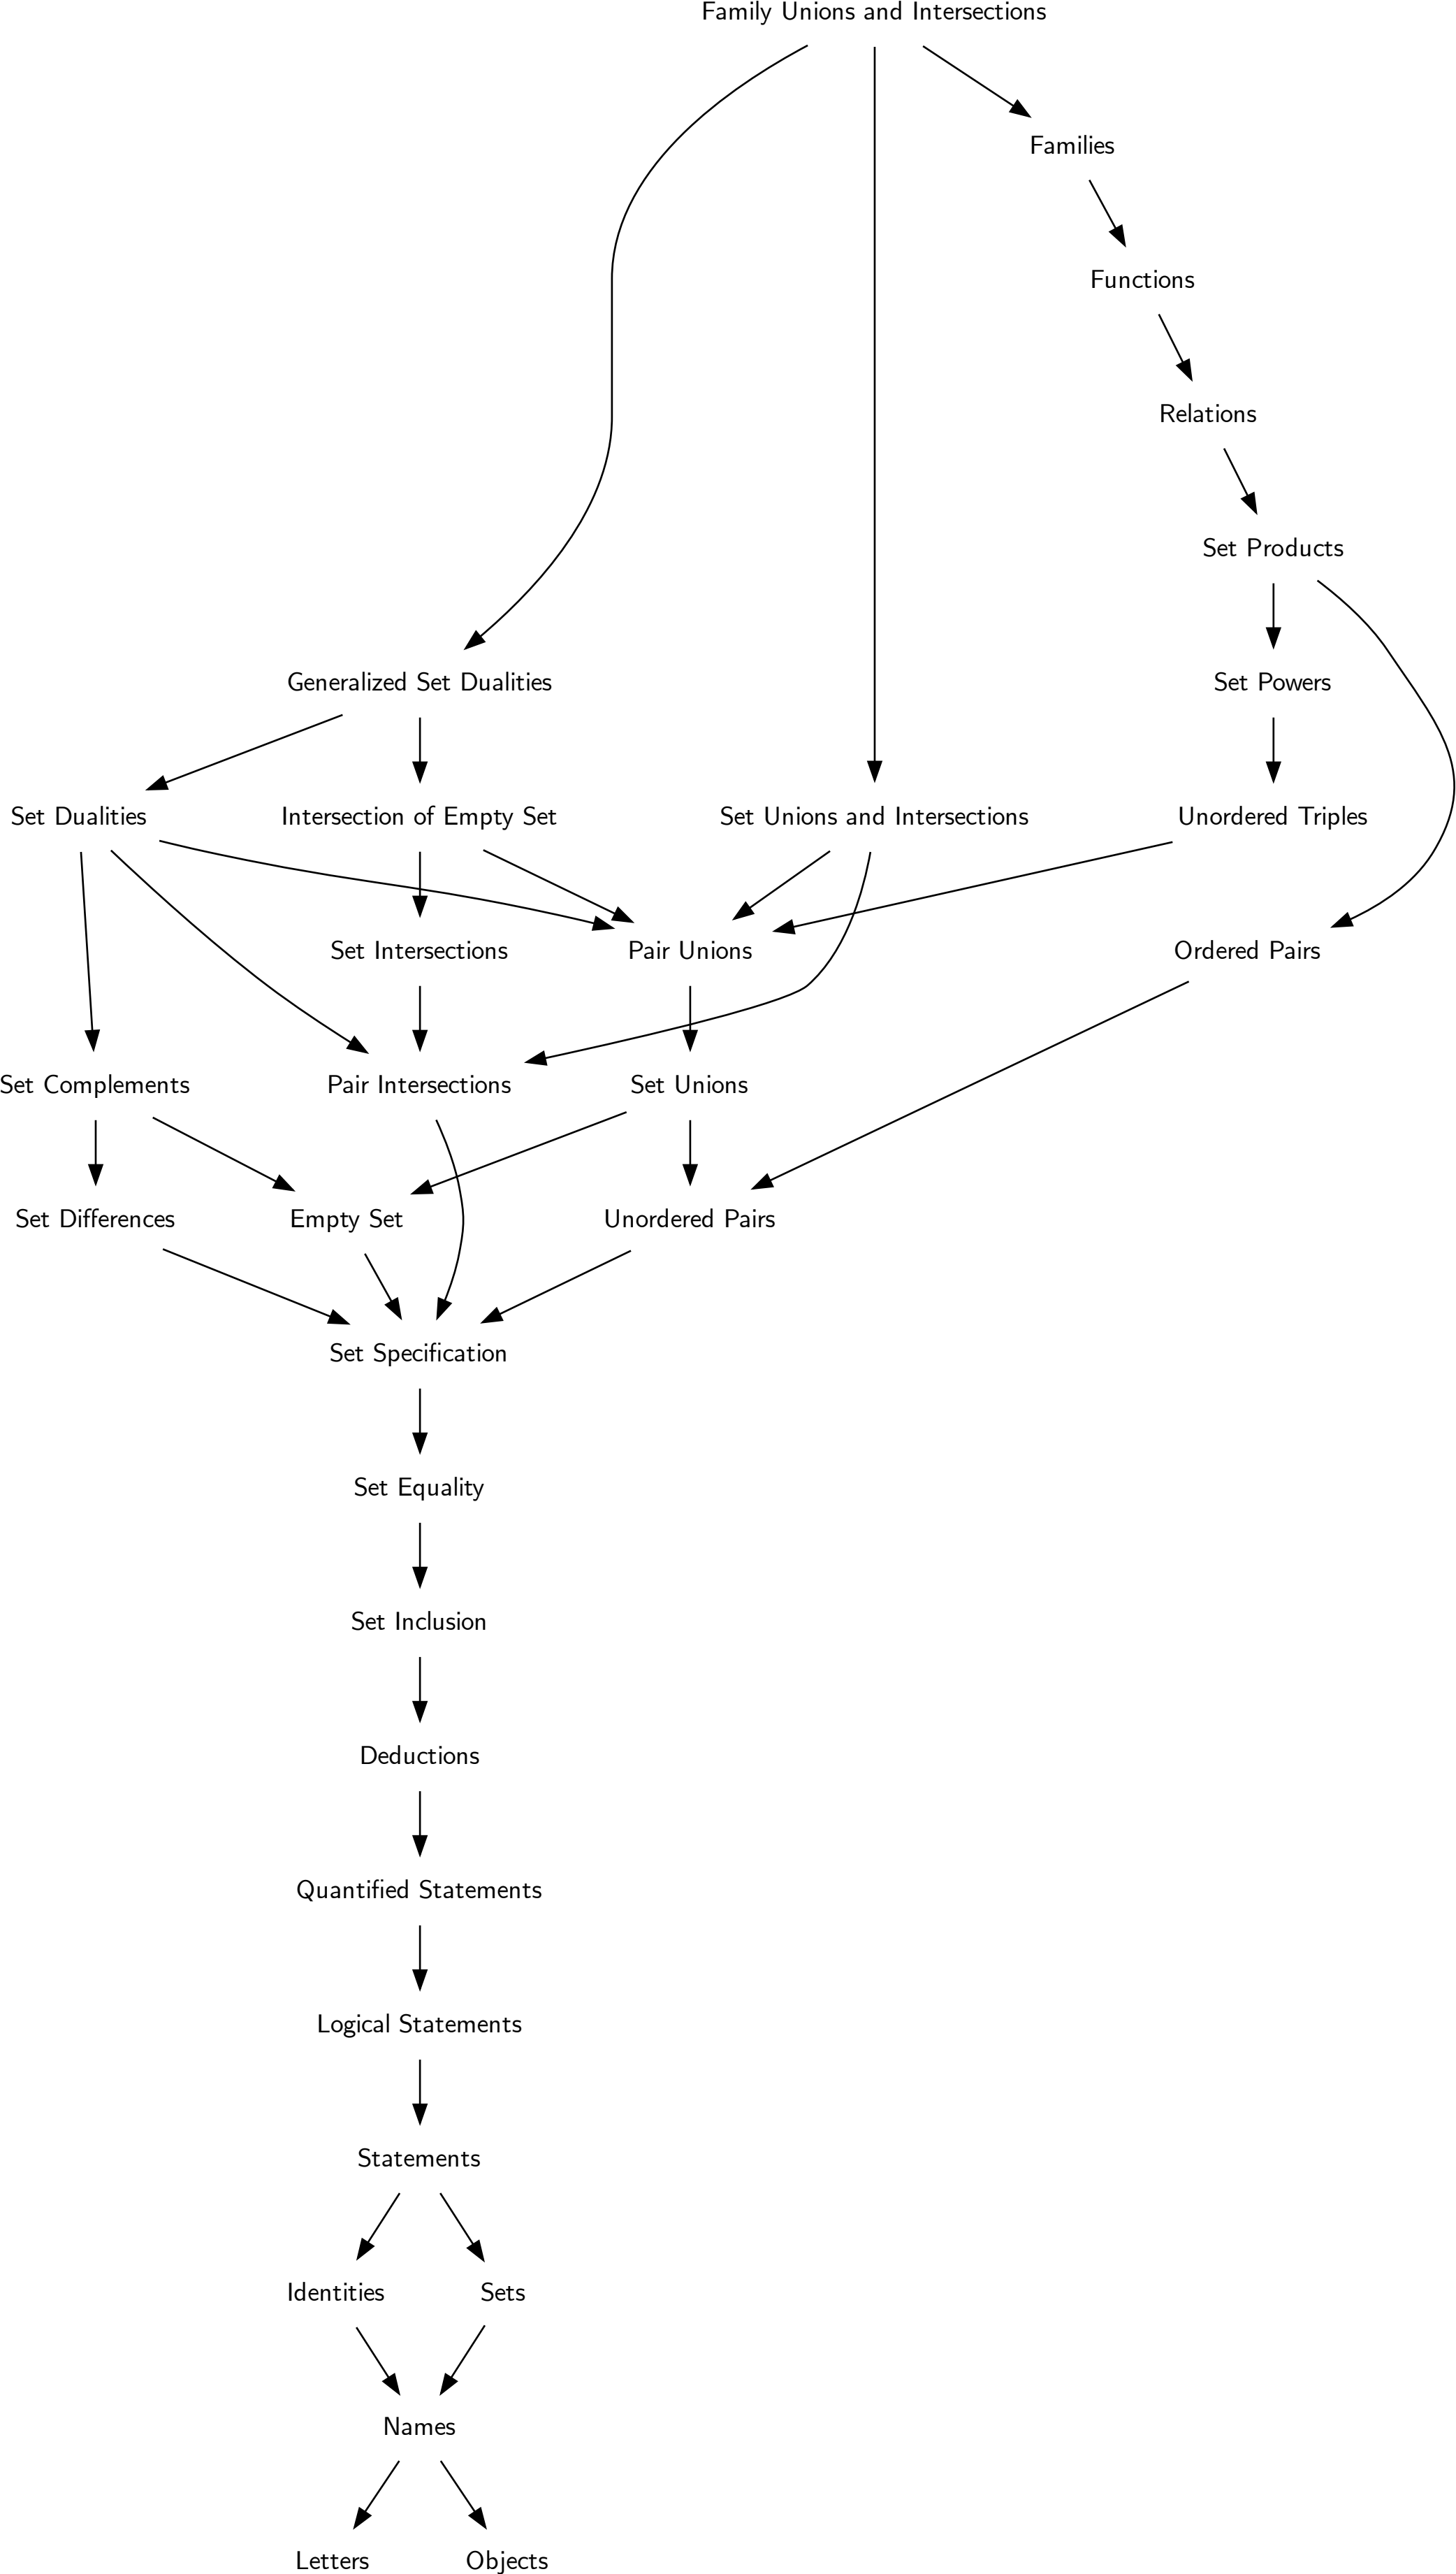 Family Unions and Intersections
Families
Functions
Relations
Set Products
Generalized Set Dualities
Set Powers
Set Dualities
Intersection of Empty Set
Set Unions and Intersections
Unordered Triples
Set Intersections
Pair Unions
Ordered Pairs
Set Complements
Pair Intersections
Set Unions
Set Differences
Empty Set
Unordered Pairs
Set Specification
Set Equality
Set Inclusion
Deductions
Quantified Statements
Logical Statements
Statements
Identities
Sets
Names
Letters
Objects